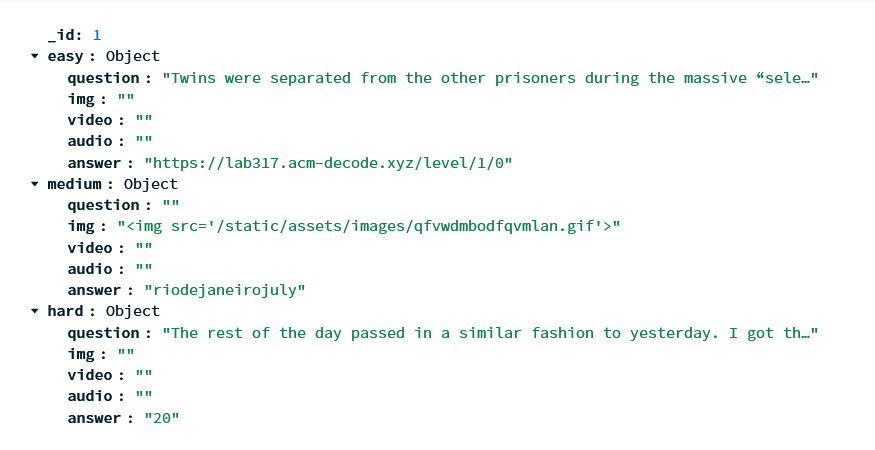 _id: 1
easy : Object
question : "Twins were separated from the other prisoners during the massive “sele…"
img : ""
video : ""
audio : ""
answer : "https://lab317.acm-decode.xyz/level/1/0"
medium : Object
question : ""
img : "<img src='/static/assets/images/qfvwdmbodfqvmlan.gif'>"
video : ""
audio : ""
answer : "riodejaneirojuly"
hard : Object
question : "The rest of the day passed in a similar fashion to yesterday. I got th…"
img : ""
video : ""
audio : ""
answer : "20"